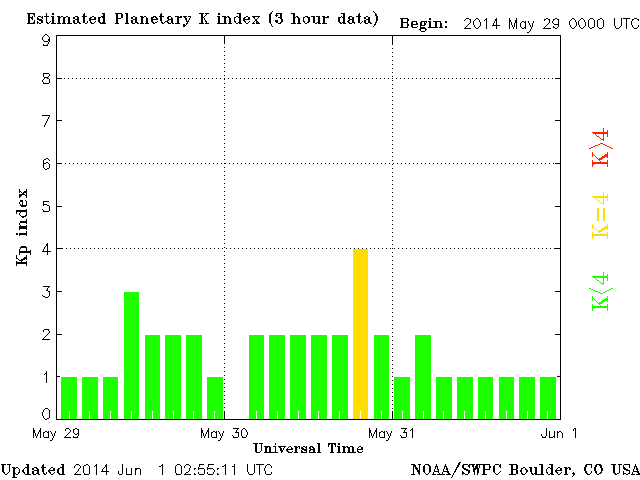 Estimated Planetary K index (3 hour data)
Begin: 2014 May 29 0000 UTC
9
8
7
6
5
4
3
2
1
0
Kp index
K>4
K=4
K<4
May 29
May 30
May 31
Jun 1
Universal Time
Updated 2014 Jun 1 02:55:11 UTC
NOAA/SWPC Boulder, CO USA